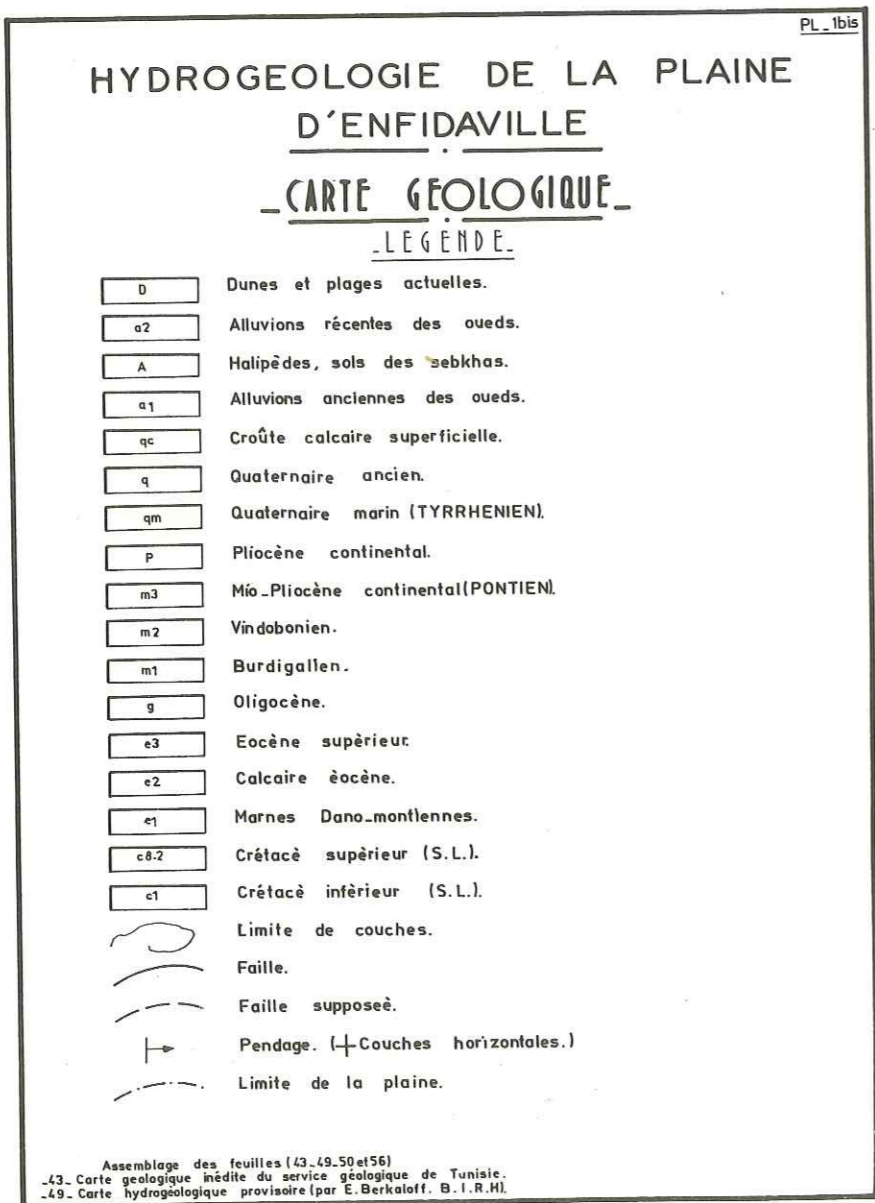 PL_1bis
HYDROGEOLOGIE DE LA PLAINE
D'ENFIDAVILLE
_CARTE GEOLOGIQUE_
_LEGENDE_
D Dunes et plages actuelles.
a2 Alluvions récentes des oueds.
A Halipèdes, sols des sebkhas.
a1 Alluvions anciennes des oueds.
qc Croûte calcaire superficielle.
q Quaternaire ancien.
qm Quaternaire marin (TYRRHENIEN).
P Pliocène continental.
m3 Mio_Pliocène continental(PONTIEN).
m2 Vindobonien.
m1 Burdigalien.
g Oligocène.
e3 Eocène supèrieur.
e2 Calcaire èocène.
e1 Marnes Dano_montiennes.
c8.2 Crétacè supèrieur (S.L.).
c1 Crétacè infèrieur (S.L.).
Limite de couches.
Faille.
Faille supposeè.
Pendage. (+Couches horizontales.)
Limite de la plaine.
Assemblage des feuilles (43_49_50et56)
_43_ Carte geologique inédite du service géologique de Tunisie.
_49_ Carte hydrogéologique provisoire (par E.Berkaloff. B.I.R.H).